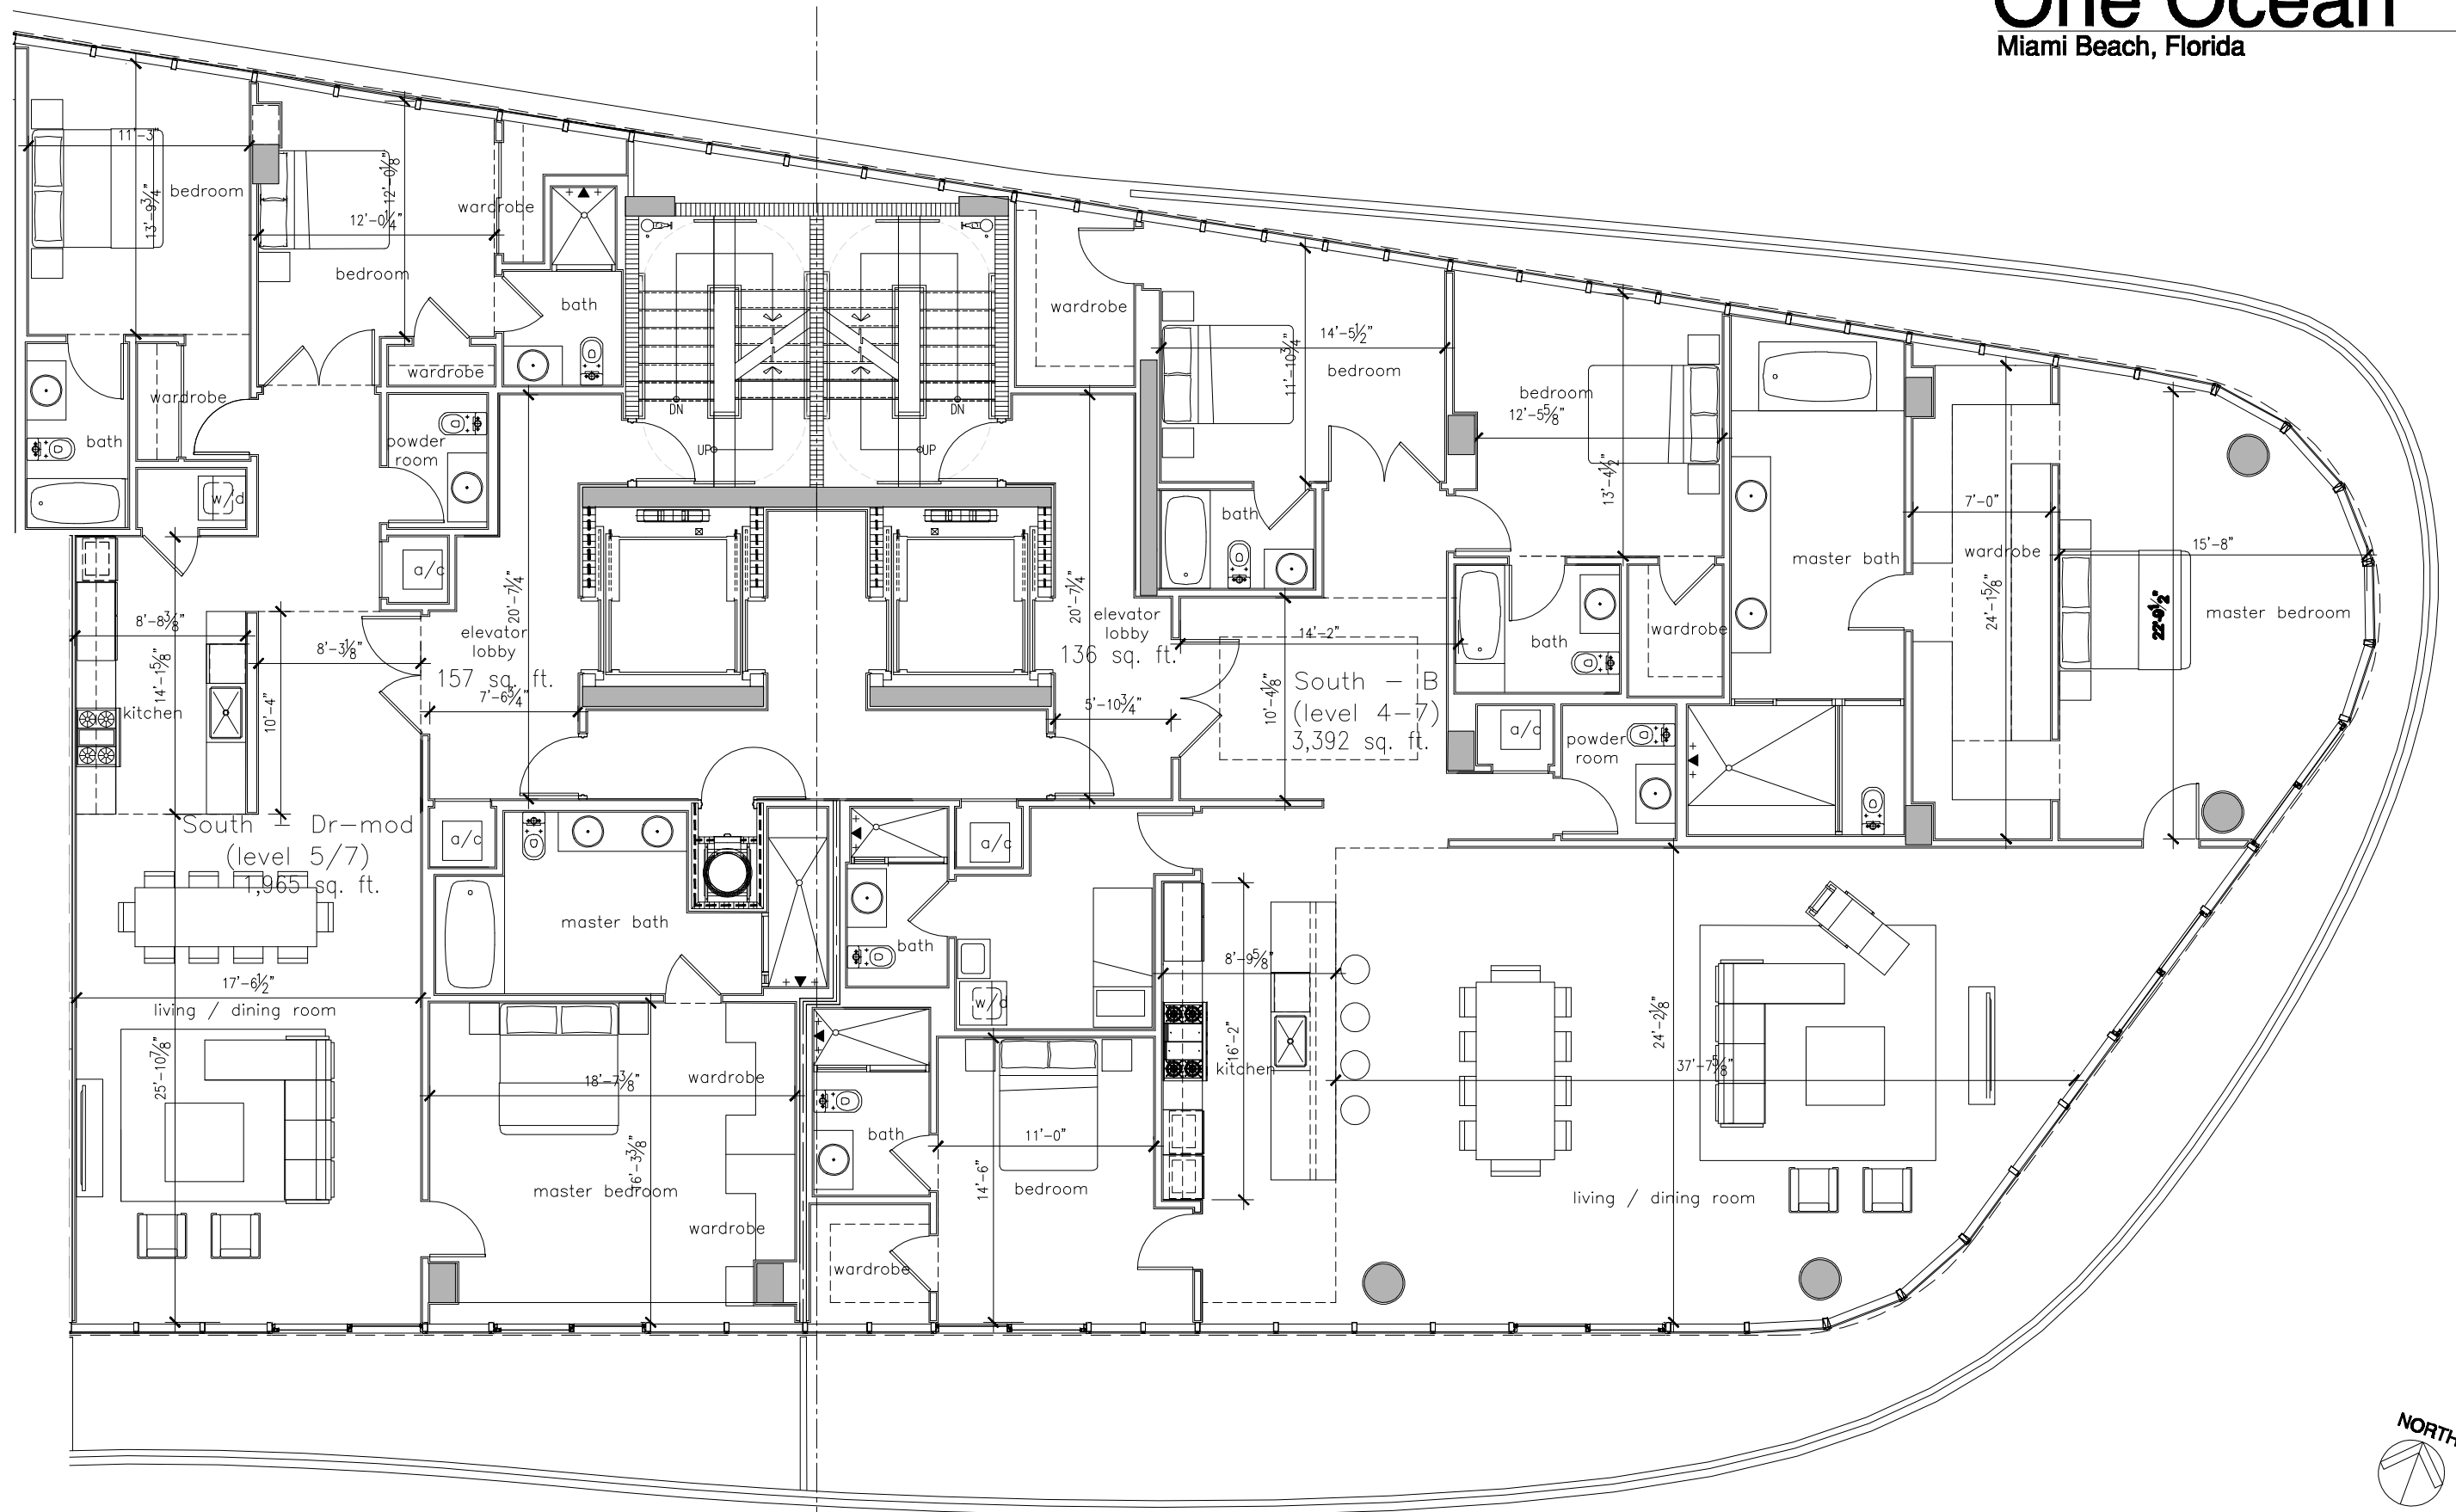 One Ocean
Miami Beach, Florida
11'-3"
bedroom
13'-9¾"
12'-0⅛"
12'-0¼"
bedroom
wardrobe
bath
wardrobe
wardrobe
bath
powder
room
w/d
a/c
DN
DN
UP
UP
wardrobe
14'-5½"
11'-10¾"
bedroom
bedroom
12'-5⅝"
13'-4½"
bath
master bath
7'-0"
wardrobe
24'-1⅝"
15'-8"
22'-9½"
master bedroom
8'-8⅜"
8'-3⅛"
14'-1⅝"
10'-4"
kitchen
20'-7¼"
elevator
lobby
157 sq. ft.
7'-6¾"
20'-7¼"
elevator
lobby
136 sq. ft.
5'-10¾"
14'-2"
10'-4⅛"
South - B
(level 4-7)
3,392 sq. ft.
bath
wardrobe
a/c
powder
room
South - Dr-mod
(level 5/7)
1,965 sq. ft.
a/c
master bath
a/c
bath
w/d
17'-6½"
living / dining room
25'-10⅞"
18'-7⅜"
wardrobe
16'-3⅜"
master bedroom
wardrobe
bath
11'-0"
14'-6"
bedroom
wardrobe
8'-9⅝"
16'-2"
kitchen
24'-2⅛"
37'-7⅝"
living / dining room
NORTH